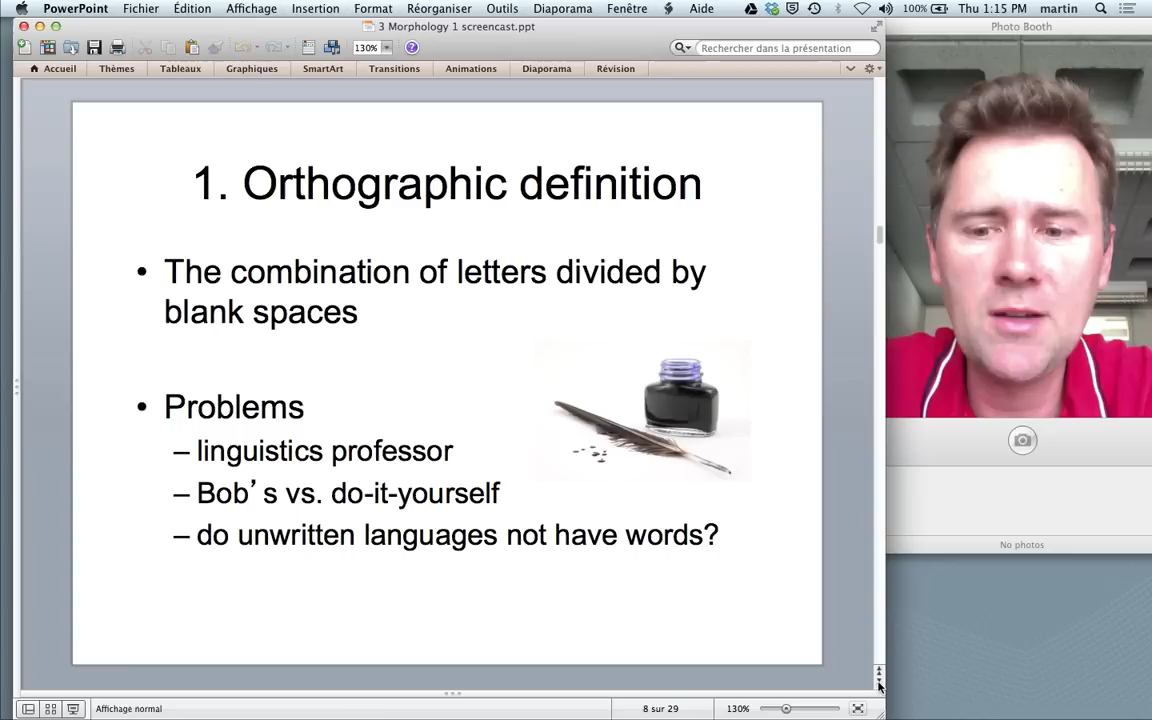 PowerPoint Fichier Édition Affichage Insertion Format Réorganiser Outils Diaporama Fenêtre Aide 100% Thu 1:15 PM martin
3 Morphology 1 screencast.ppt
Photo Booth
130% Rechercher dans la présentation
Accueil Thèmes Tableaux Graphiques SmartArt Transitions Animations Diaporama Révision
1. Orthographic definition
• The combination of letters divided by
blank spaces
• Problems
– linguistics professor
– Bob’s vs. do-it-yourself
– do unwritten languages not have words?
No photos
Affichage normal 8 sur 29 130%